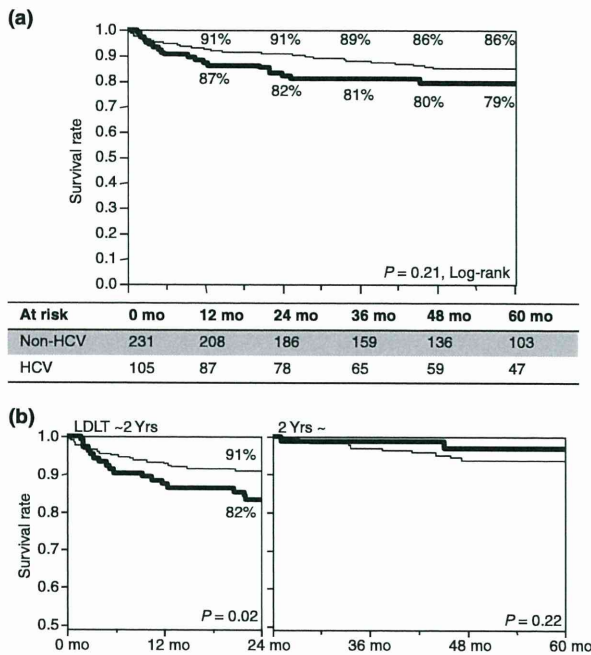 (a)
1.0
0.9
0.8
0.7
0.6
0.5
0.4
0.3
0.2
0.1
0.0
Survival rate
91% 91% 89% 86% 86%
87% 82% 81% 80% 79%
P = 0.21, Log-rank
At risk 0 mo 12 mo 24 mo 36 mo 48 mo 60 mo
Non-HCV 231 208 186 159 136 103
HCV 105 87 78 65 59 47
(b)
LDLT ~2 Yrs
1.0
0.9
0.8
0.7
0.6
0.5
Survival rate
91%
82%
P = 0.02
0 mo 12 mo 24 mo
2 Yrs ~
P = 0.22
36 mo 48 mo 60 mo